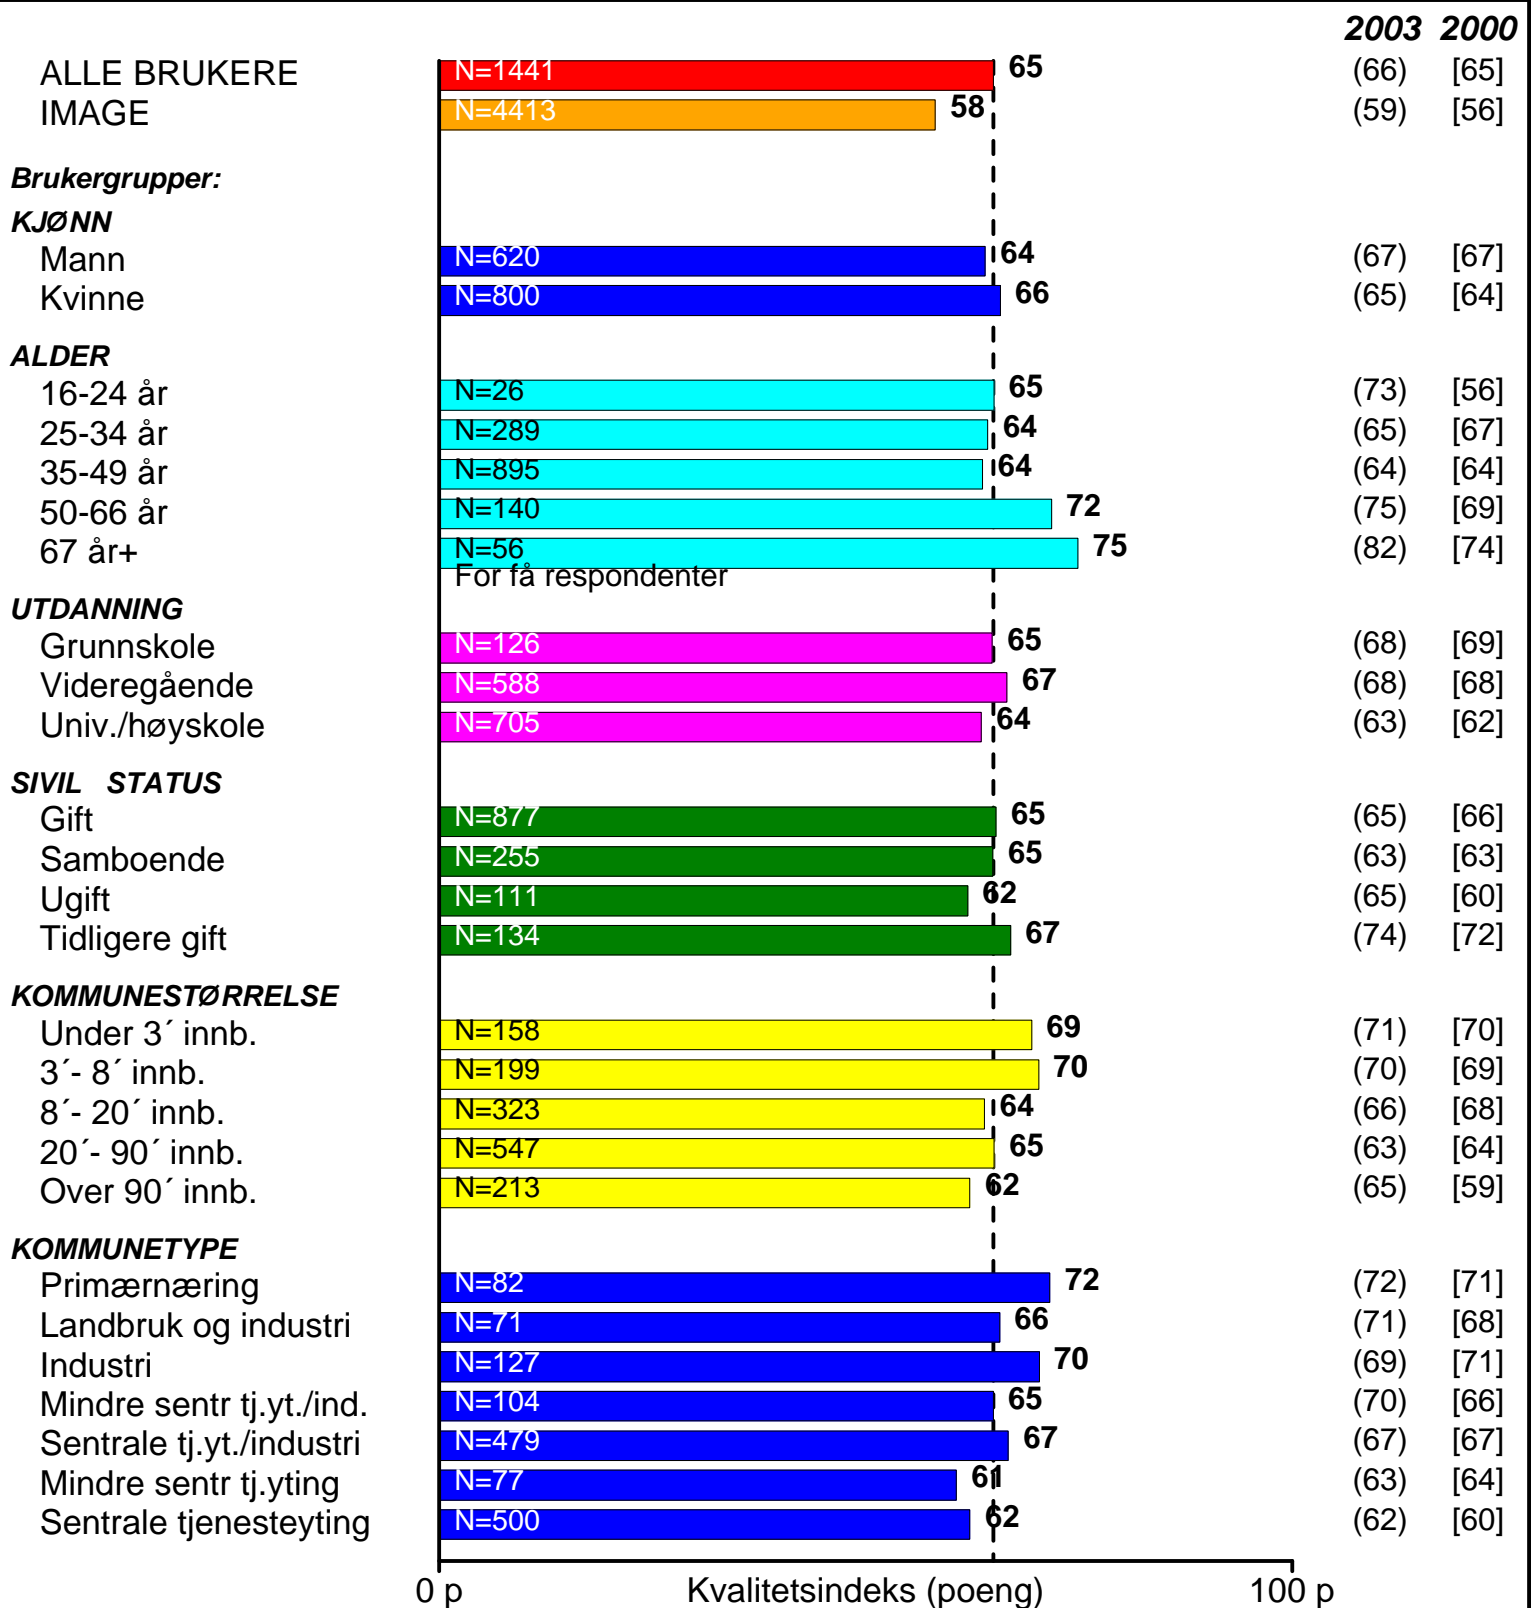 2003 2000
ALLE BRUKERE N=1441 65 (66) [65]
IMAGE N=4413 58 (59) [56]
Brukergrupper:
KJØNN
Mann N=620 64 (67) [67]
Kvinne N=800 66 (65) [64]
ALDER
16-24 år N=26 65 (73) [56]
25-34 år N=289 64 (65) [67]
35-49 år N=895 64 (64) [64]
50-66 år N=140 72 (75) [69]
67 år+ N=56 75 (82) [74]
For få respondenter
UTDANNING
Grunnskole N=126 65 (68) [69]
Videregående N=588 67 (68) [68]
Univ./høyskole N=705 64 (63) [62]
SIVIL STATUS
Gift N=877 65 (65) [66]
Samboende N=255 65 (63) [63]
Ugift N=111 62 (65) [60]
Tidligere gift N=134 67 (74) [72]
KOMMUNESTØRRELSE
Under 3´ innb. N=158 69 (71) [70]
3´- 8´ innb. N=199 70 (70) [69]
8´- 20´ innb. N=323 64 (66) [68]
20´- 90´ innb. N=547 65 (63) [64]
Over 90´ innb. N=213 62 (65) [59]
KOMMUNETYPE
Primærnæring N=82 72 (72) [71]
Landbruk og industri N=71 66 (71) [68]
Industri N=127 70 (69) [71]
Mindre sentr tj.yt./ind. N=104 65 (70) [66]
Sentrale tj.yt./industri N=479 67 (67) [67]
Mindre sentr tj.yting N=77 61 (63) [64]
Sentrale tjenesteyting N=500 62 (62) [60]
0 p Kvalitetsindeks (poeng) 100 p